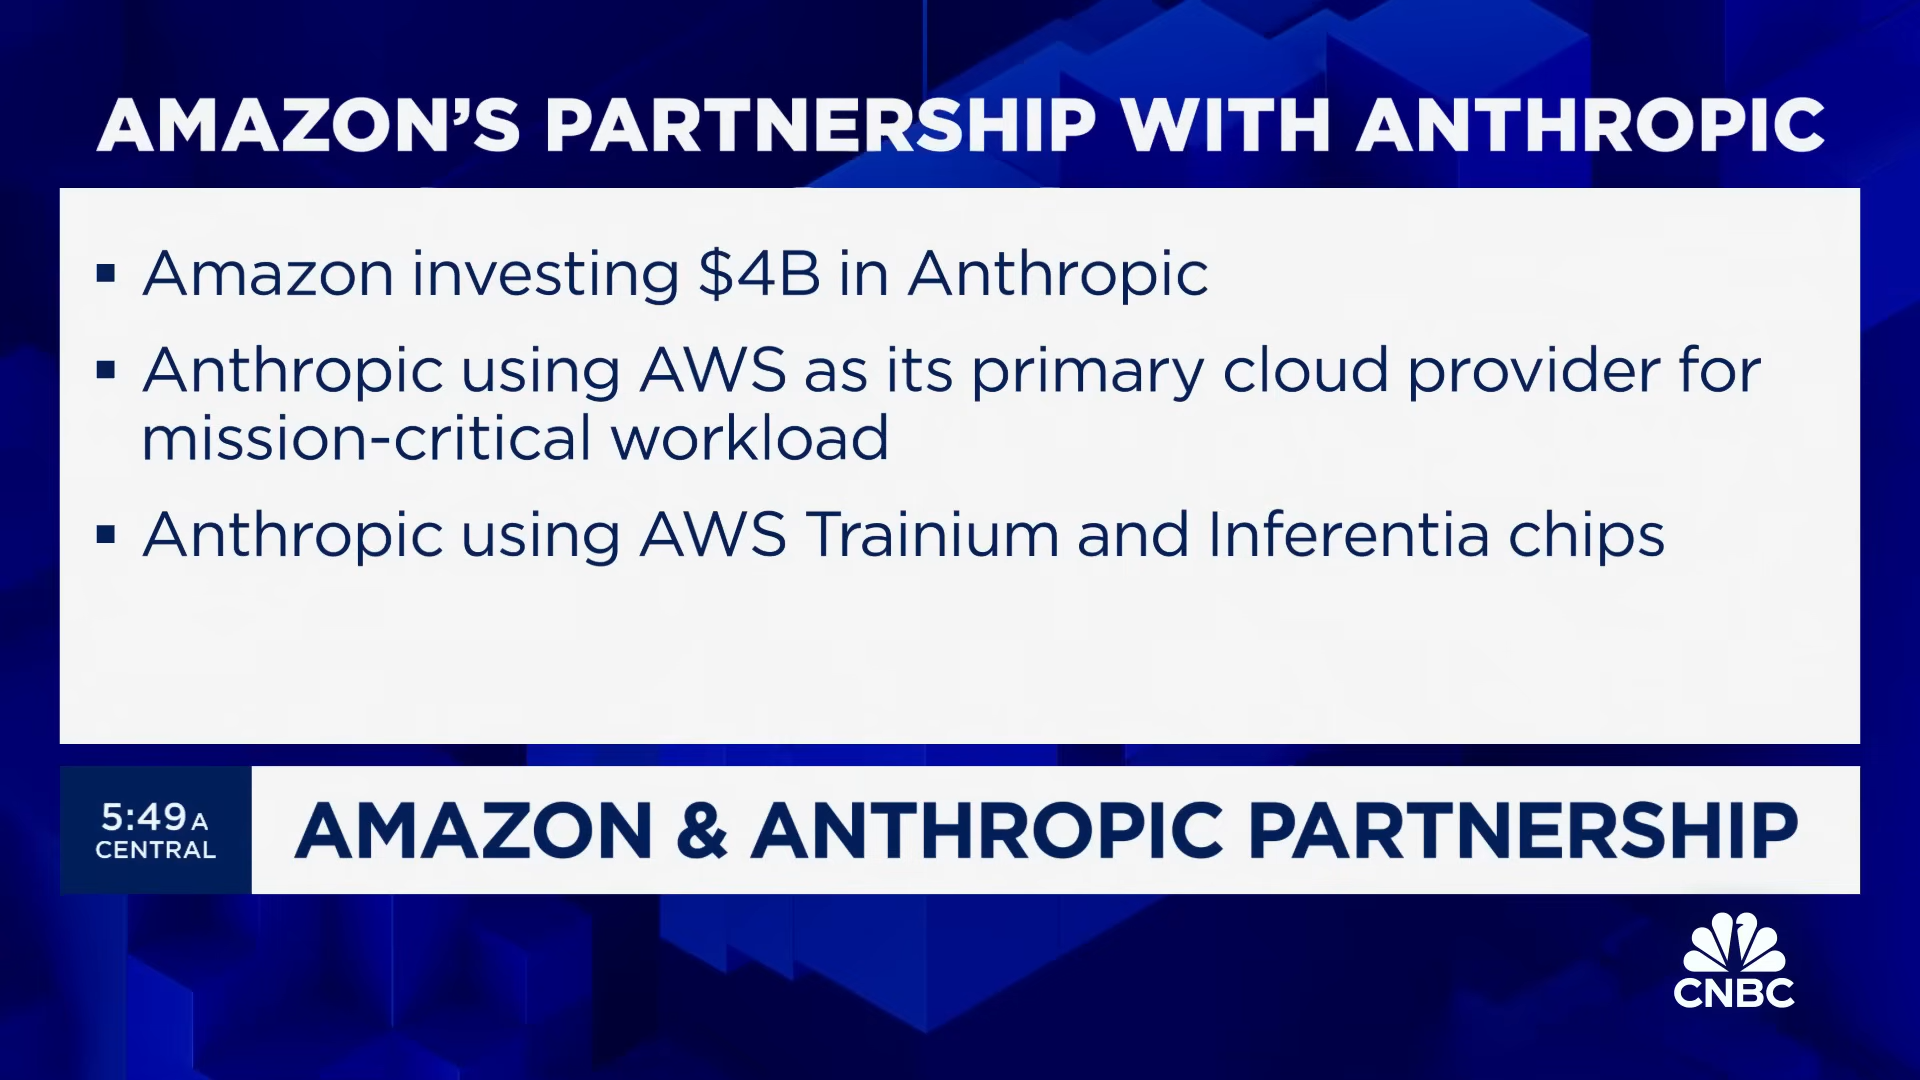 AMAZON’S PARTNERSHIP WITH ANTHROPIC
▪ Amazon investing $4B in Anthropic
▪ Anthropic using AWS as its primary cloud provider for
mission-critical workload
▪ Anthropic using AWS Trainium and Inferentia chips
5:49A
CENTRAL
AMAZON & ANTHROPIC PARTNERSHIP
CNBC